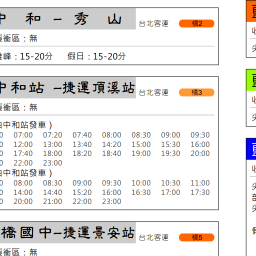 中 和 – 秀 山 台北客運 橘2
緩衝區：無
尖峰：15-20分 假日：15-20分
中和站 –捷運頂溪站 台北客運 橘3
緩衝區：無
中和站發車）
07:00 07:20 07:40 08:00 08:30 09:00 09:30
12:00 13:00 13:40 14:20 15:00 15:30 16:00
17:40 18:00 18:20 18:40 19:00 19:30 20:00
22:00 23:00
中和站發車）
08:00 08:30 09:00 09:30 10:00 10:30 11:00
14:00 14:40 15:20 16:00 16:30 17:00 17:30
20:00 21:00 22:00 23:00
橋國中–捷運景安站 台北客運 橘5
緩衝區：無